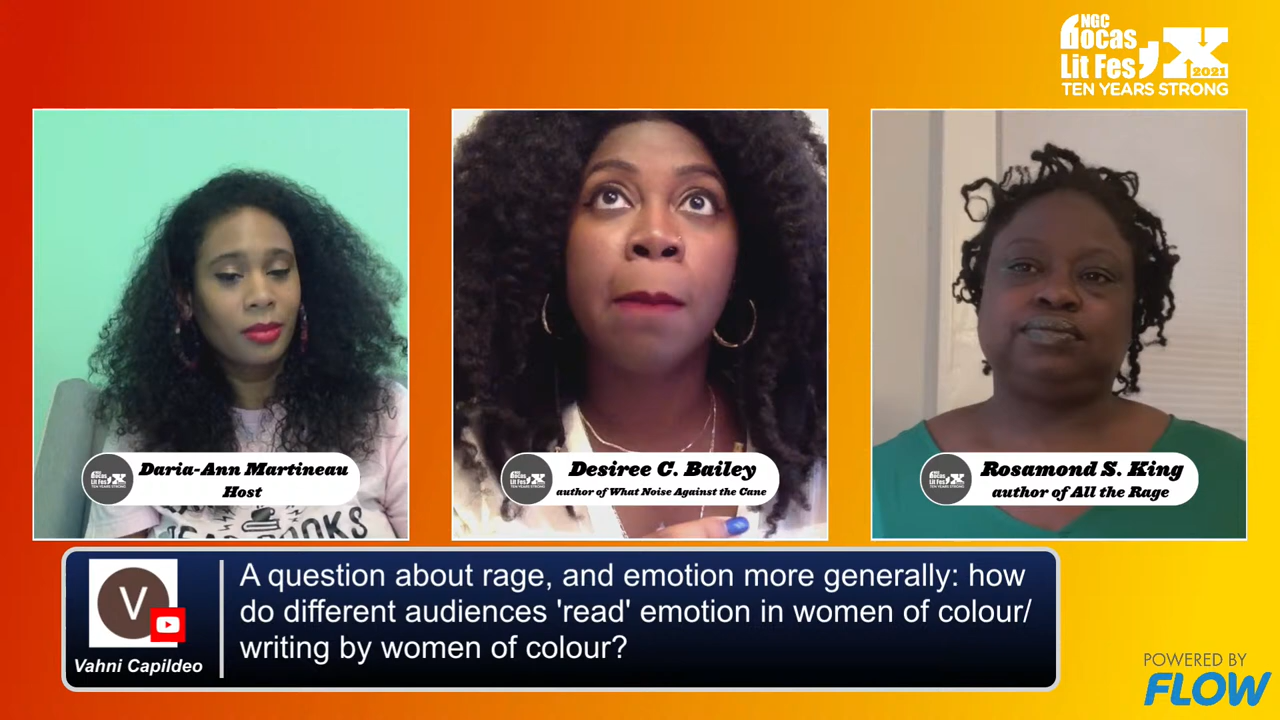 NGC
Bocas
Lit Fes,X
2021
TEN YEARS STRONG
Daria-Ann Martineau
Host
Desiree C. Bailey
author of What Noise Against the Cane
Rosamond S. King
author of All the Rage
V
Vahni Capildeo
A question about rage, and emotion more generally: how
do different audiences 'read' emotion in women of colour/
writing by women of colour?
POWERED BY
FLOW